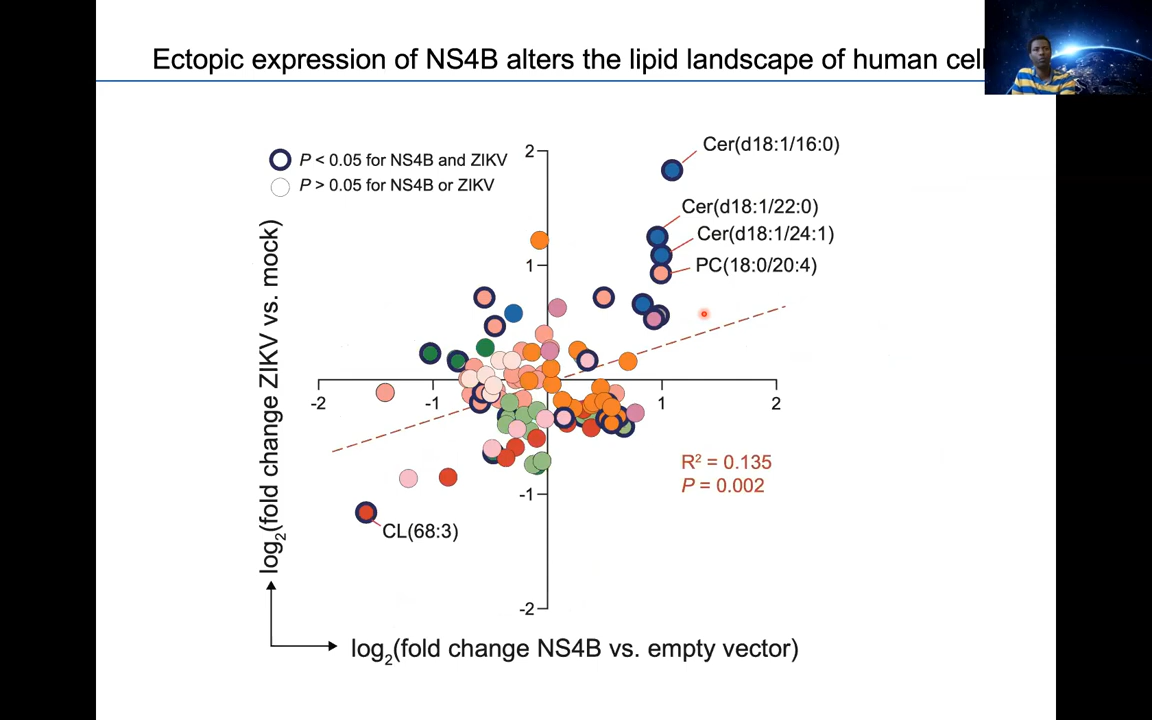 Ectopic expression of NS4B alters the lipid landscape of human cell
P < 0.05 for NS4B and ZIKV
P > 0.05 for NS4B or ZIKV
2
1
-1
-2
-2
-1
1
2
Cer(d18:1/16:0)
Cer(d18:1/22:0)
Cer(d18:1/24:1)
PC(18:0/20:4)
CL(68:3)
R² = 0.135
P = 0.002
log₂(fold change ZIKV vs. mock)
log₂(fold change NS4B vs. empty vector)